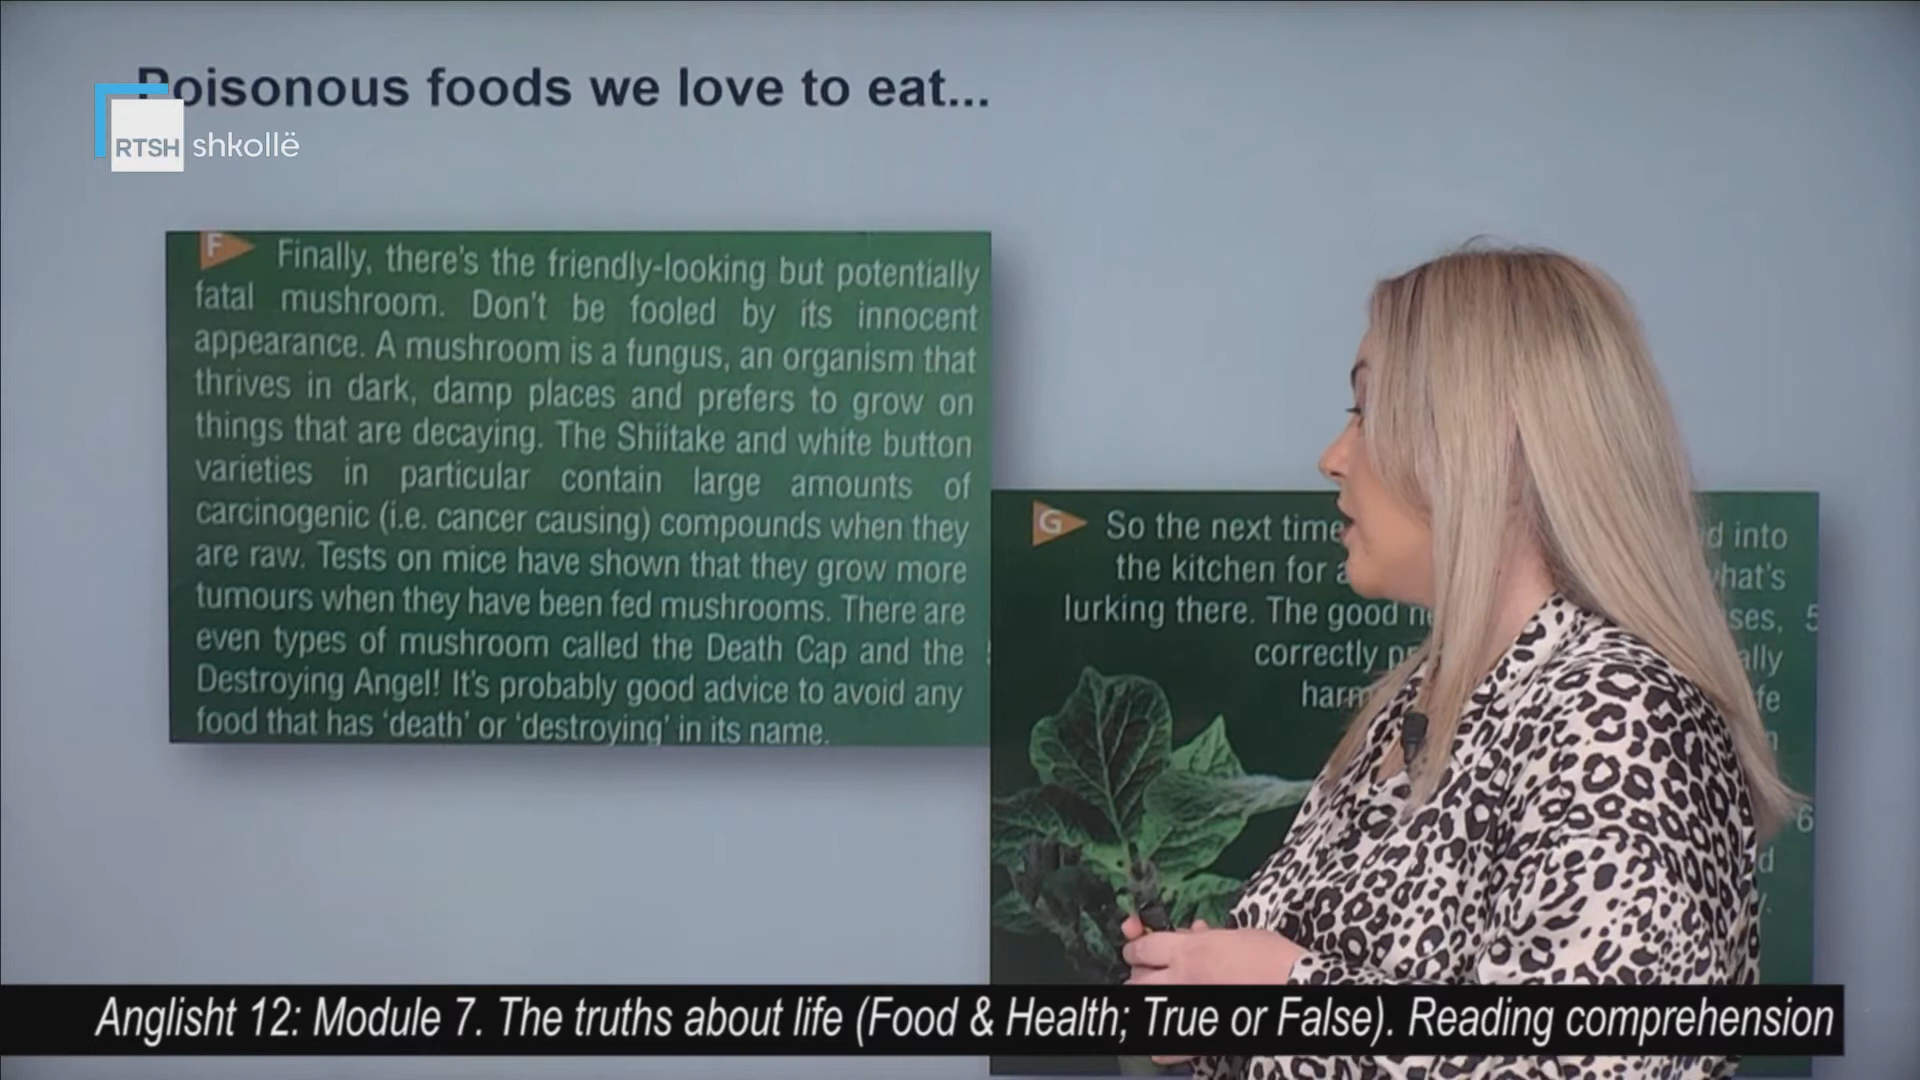 Poisonous foods we love to eat...
RTSH shkollë
F Finally, there's the friendly-looking but potentially
fatal mushroom. Don't be fooled by its innocent
appearance. A mushroom is a fungus, an organism that
thrives in dark, damp places and prefers to grow on
things that are decaying. The Shiitake and white button
varieties in particular contain large amounts of
carcinogenic (i.e. cancer causing) compounds when they
are raw. Tests on mice have shown that they grow more
tumours when they have been fed mushrooms. There are
even types of mushroom called the Death Cap and the
Destroying Angel! It's probably good advice to avoid any
food that has 'death' or 'destroying' in its name.
G So the next time into
the kitchen for
lurking there. The good 5
correctly
6
Anglisht 12: Module 7. The truths about life (Food & Health; True or False). Reading comprehension